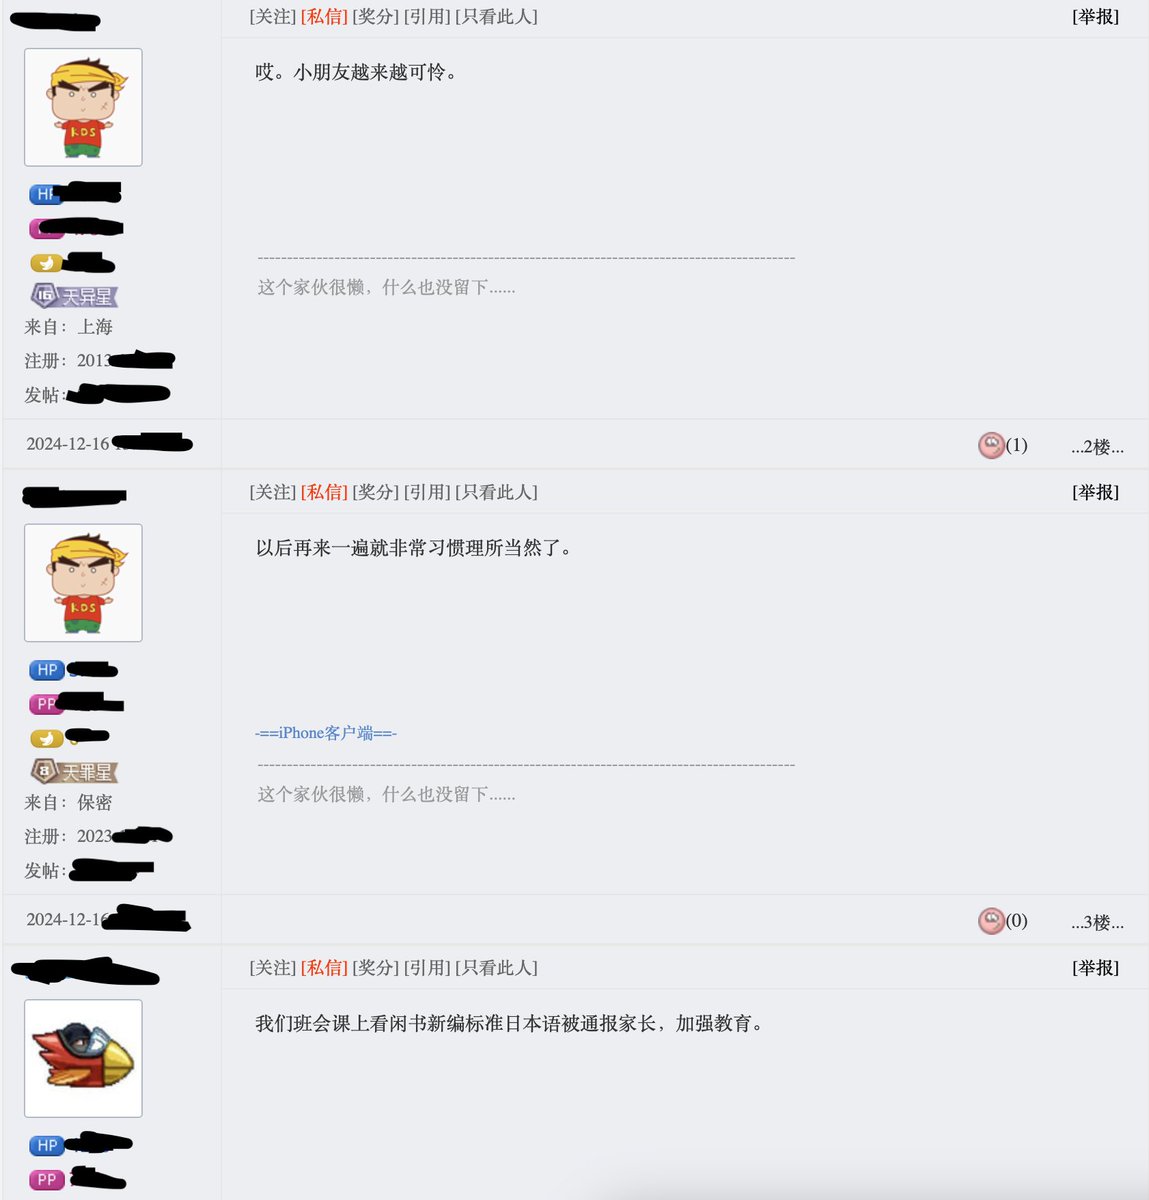 [关注] [私信] [奖分] [引用] [只看此人] [举报]
KDS
哎。小朋友越来越可怜。
HP
这个家伙很懒，什么也没留下......
16 天异星
来自：上海
注册：2013
发帖：
2024-12-16 (1) ...2楼...
[关注] [私信] [奖分] [引用] [只看此人] [举报]
以后再来一遍就非常习惯理所当然了。
KDS
HP
PP
-==iPhone客户端==-
8 天罪星
这个家伙很懒，什么也没留下......
来自：保密
注册：2023
发帖：
2024-12-16 (0) ...3楼...
[关注] [私信] [奖分] [引用] [只看此人] [举报]
我们班会课上看闲书新编标准日本语被通报家长，加强教育。
HP
PP